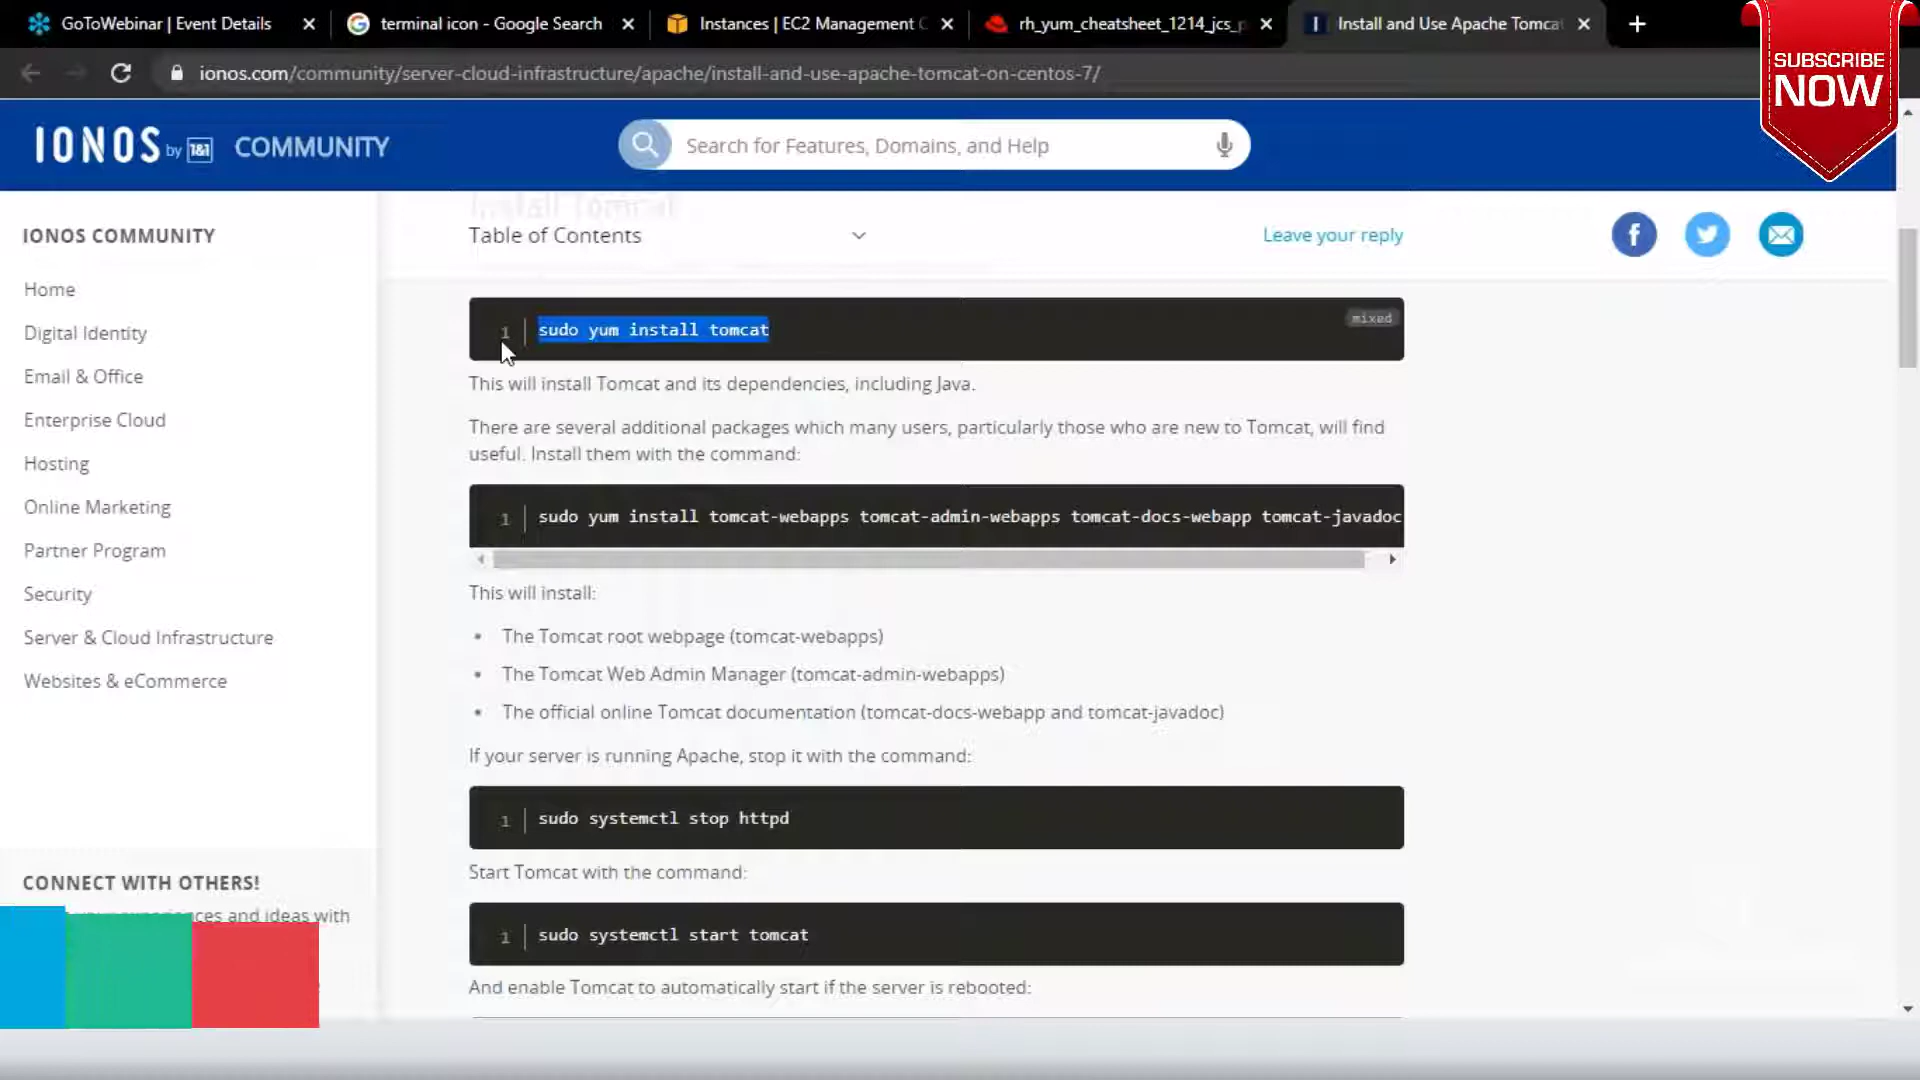 GoToWebinar | Event Details
terminal icon - Google Search
Instances | EC2 Management
rh_yum_cheatsheet_1214_jcs_p
Install and Use Apache Tomca
ionos.com/community/server-cloud-infrastructure/apache/install-and-use-apache-tomcat-on-centos-7/
SUBSCRIBE
NOW
IONOS by 1&1 COMMUNITY
Search for Features, Domains, and Help
Install Tomcat
IONOS COMMUNITY
Table of Contents
Leave your reply
Home
Digital Identity
Email & Office
Enterprise Cloud
Hosting
Online Marketing
Partner Program
Security
Server & Cloud Infrastructure
Websites & eCommerce
CONNECT WITH OTHERS!
and ideas with
1 sudo yum install tomcat
mixed
This will install Tomcat and its dependencies, including Java.
There are several additional packages which many users, particularly those who are new to Tomcat, will find
useful. Install them with the command:
1 sudo yum install tomcat-webapps tomcat-admin-webapps tomcat-docs-webapp tomcat-javadoc
This will install:
• The Tomcat root webpage (tomcat-webapps)
• The Tomcat Web Admin Manager (tomcat-admin-webapps)
• The official online Tomcat documentation (tomcat-docs-webapp and tomcat-javadoc)
If your server is running Apache, stop it with the command:
1 sudo systemctl stop httpd
Start Tomcat with the command:
1 sudo systemctl start tomcat
And enable Tomcat to automatically start if the server is rebooted: